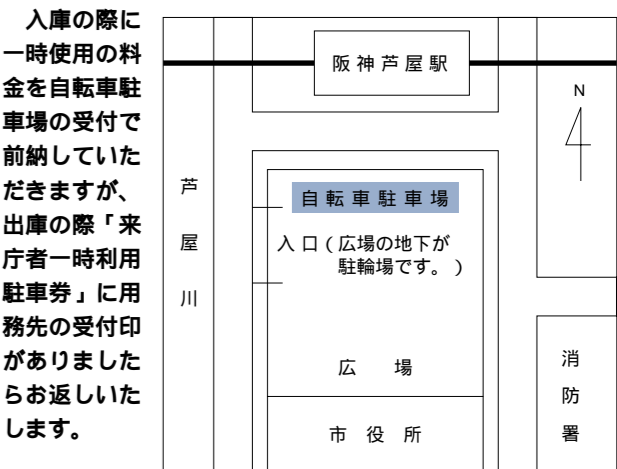 入庫の際に
一時使用の料
金を自転車駐
車場の受付で
前納していた
だきますが、
出庫の際「来
庁者一時利用
駐車券」に用
務先の受付印
がありました
らお返しいた
します。
阪神芦屋駅
N
芦屋川
自転車駐車場
入口(広場の地下が
駐輪場です。)
広 場
市 役 所
消防署